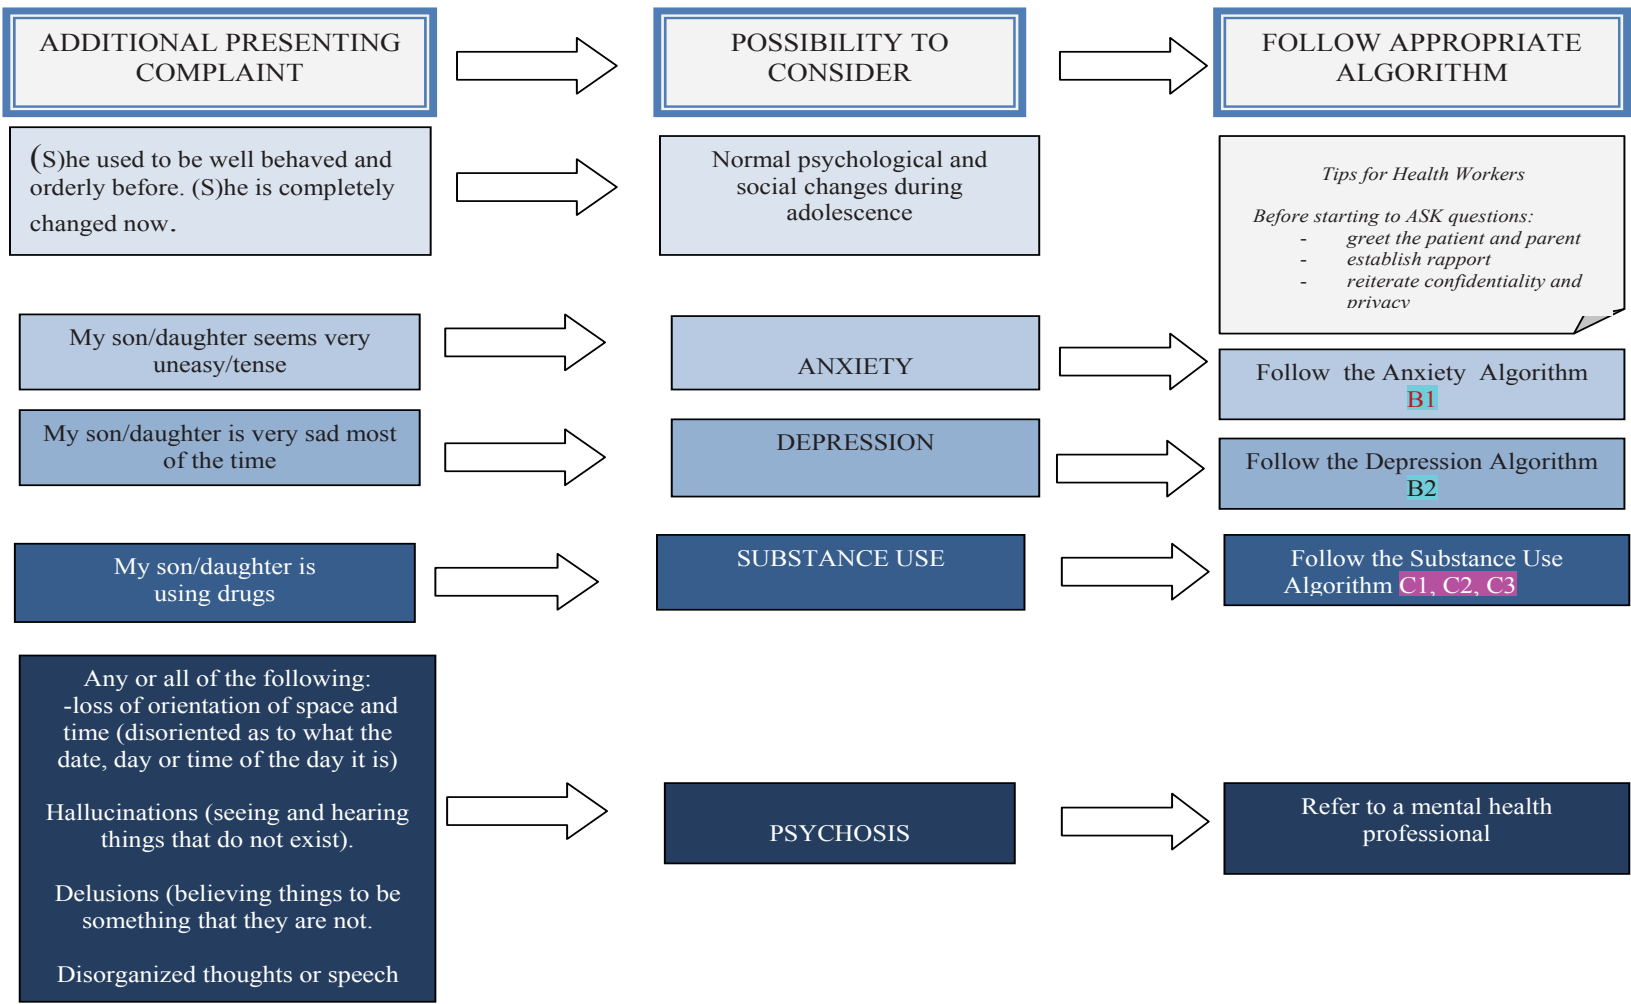 ADDITIONAL PRESENTING
COMPLAINT
POSSIBILITY TO
CONSIDER
FOLLOW APPROPRIATE
ALGORITHM
(S)he used to be well behaved and
orderly before. (S)he is completely
changed now.
Normal psychological and
social changes during
adolescence
Tips for Health Workers
Before starting to ASK questions:
- greet the patient and parent
- establish rapport
- reiterate confidentiality and
privacy
My son/daughter seems very
uneasy/tense
ANXIETY
Follow the Anxiety Algorithm
B1
My son/daughter is very sad most
of the time
DEPRESSION
Follow the Depression Algorithm
B2
My son/daughter is
using drugs
SUBSTANCE USE
Follow the Substance Use
Algorithm C1, C2, C3
Any or all of the following:
-loss of orientation of space and
time (disoriented as to what the
date, day or time of the day it is)
Hallucinations (seeing and hearing
things that do not exist).
Delusions (believing things to be
something that they are not.
Disorganized thoughts or speech
PSYCHOSIS
Refer to a mental health
professional